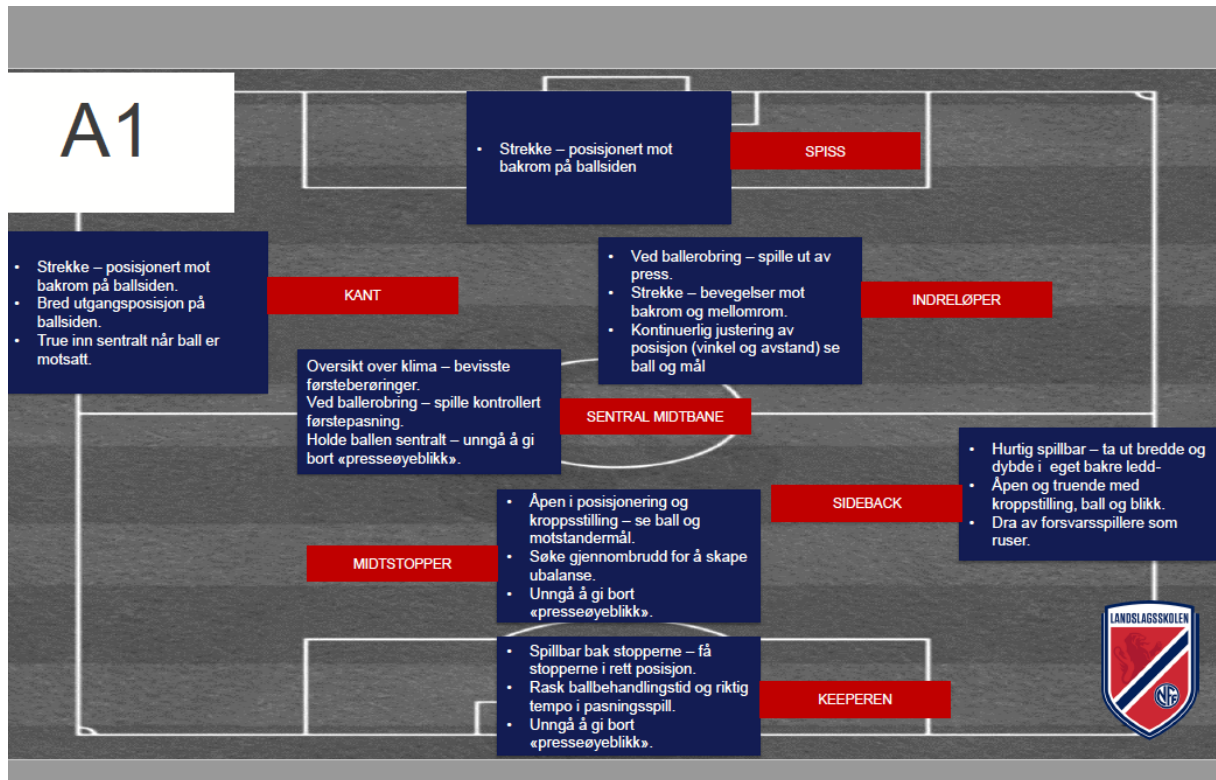 A1
• Strekke – posisjonert mot
bakrom på ballsiden
SPISS
• Strekke – posisjonert mot
bakrom på ballsiden.
• Bred utgangsposisjon på
ballsiden.
• True inn sentralt når ball er
motsatt.
KANT
• Ved ballerobring – spille ut av
press.
• Strekke – bevegelser mot
bakrom og mellomrom.
• Kontinuerlig justering av
posisjon (vinkel og avstand) se
ball og mål
INDRELØPER
Oversikt over klima – bevisste
førsteberøringer.
Ved ballerobring – spille kontrollert
førstepasning.
Holde ballen sentralt – unngå å gi
bort «presseøyeblikk».
SENTRAL MIDTBANE
• Hurtig spillbar – ta ut bredde og
dybde i  eget bakre ledd-
• Åpen og truende med
kroppstilling, ball og blikk.
• Dra av forsvarsspillere som
ruser.
SIDEBACK
• Åpen i posisjonering og
kroppsstilling – se ball og
motstandermål.
• Søke gjennombrudd for å skape
ubalanse.
• Unngå å gi bort
«presseøyeblikk».
MIDTSTOPPER
• Spillbar bak stopperne – få
stopperne i rett posisjon.
• Rask ballbehandlingstid og riktig
tempo i pasningsspill.
• Unngå å gi bort
«presseøyeblikk».
KEEPEREN
LANDSLAGSSKOLEN
NFF